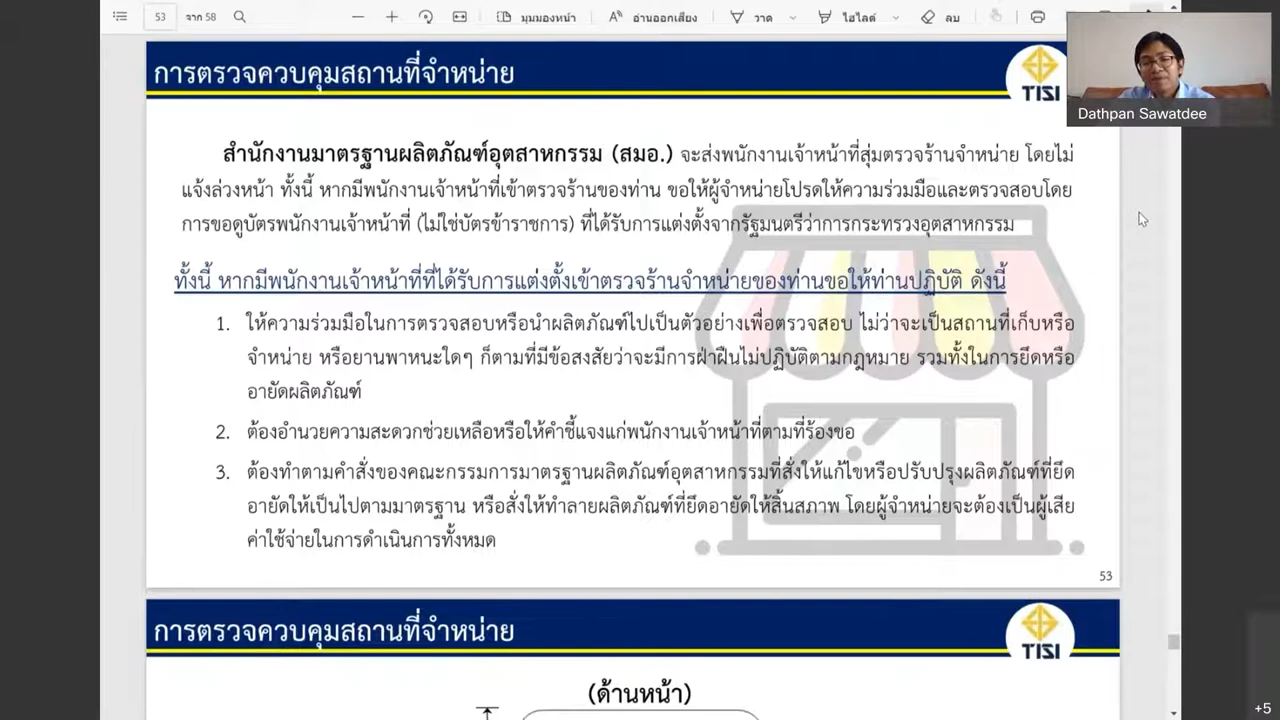 53 จาก 58 มุมมองหน้า อ่านออกเสียง วาด ไฮไลต์ ลบ
การตรวจควบคุมสถานที่จำหน่าย
TISI
Dathpan Sawatdee
สำนักงานมาตรฐานผลิตภัณฑ์อุตสาหกรรม (สมอ.) จะส่งพนักงานเจ้าหน้าที่สุ่มตรวจร้านจำหน่าย โดยไม่
แจ้งล่วงหน้า ทั้งนี้ หากมีพนักงานเจ้าหน้าที่เข้าตรวจร้านของท่าน ขอให้ผู้จำหน่ายโปรดให้ความร่วมมือและตรวจสอบโดย
การขอดูบัตรพนักงานเจ้าหน้าที่ (ไม่ใช่บัตรข้าราชการ) ที่ได้รับการแต่งตั้งจากรัฐมนตรีว่าการกระทรวงอุตสาหกรรม
ทั้งนี้ หากมีพนักงานเจ้าหน้าที่ที่ได้รับการแต่งตั้งเข้าตรวจร้านจำหน่ายของท่านขอให้ท่านปฏิบัติ ดังนี้
1. ให้ความร่วมมือในการตรวจสอบหรือนำผลิตภัณฑ์ไปเป็นตัวอย่างเพื่อตรวจสอบ ไม่ว่าจะเป็นสถานที่เก็บหรือ
จำหน่าย หรือยานพาหนะใดๆ ก็ตามที่มีข้อสงสัยว่าจะมีการฝ่าฝืนไม่ปฏิบัติตามกฎหมาย รวมทั้งในการยึดหรือ
อายัดผลิตภัณฑ์
2. ต้องอำนวยความสะดวกช่วยเหลือหรือให้คำชี้แจงแก่พนักงานเจ้าหน้าที่ตามที่ร้องขอ
3. ต้องทำตามคำสั่งของคณะกรรมการมาตรฐานผลิตภัณฑ์อุตสาหกรรมที่สั่งให้แก้ไขหรือปรับปรุงผลิตภัณฑ์ที่ยึด
อายัดให้เป็นไปตามมาตรฐาน หรือสั่งให้ทำลายผลิตภัณฑ์ที่ยึดอายัดให้สิ้นสภาพ โดยผู้จำหน่ายจะต้องเป็นผู้เสีย
ค่าใช้จ่ายในการดำเนินการทั้งหมด
53
การตรวจควบคุมสถานที่จำหน่าย
TISI
(ด้านหน้า)
+5